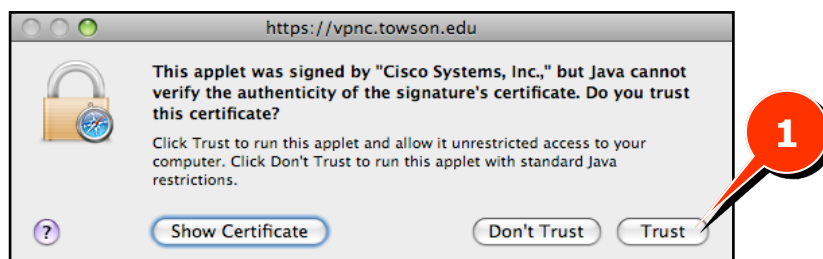 https://vpnc.towson.edu
This applet was signed by "Cisco Systems, Inc.," but Java cannot
verify the authenticity of the signature's certificate. Do you trust
this certificate?
Click Trust to run this applet and allow it unrestricted access to your
computer. Click Don't Trust to run this applet with standard Java
restrictions.
1
? Show Certificate Don't Trust Trust